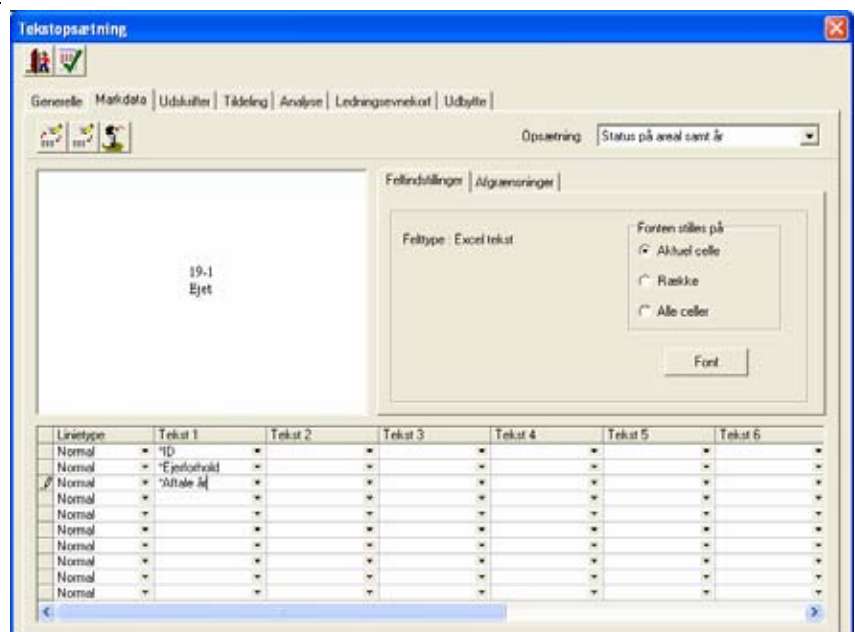 Tekstopsætning
Generelle Markdata Udskrifter Tildeling Analyse Ledningsevnekort Udbytte
Opsætning Status på areal samt år
Feltindstillinger Afgrænsninger
Felttype : Excel tekst
Fonten stilles på
Aktuel celle
Række
Alle celler
Font
19-1
Ejet
Linietype Tekst 1 Tekst 2 Tekst 3 Tekst 4 Tekst 5 Tekst 6
Normal *ID
Normal *Ejerforhold
Normal *Aftale år
Normal
Normal
Normal
Normal
Normal
Normal
Normal